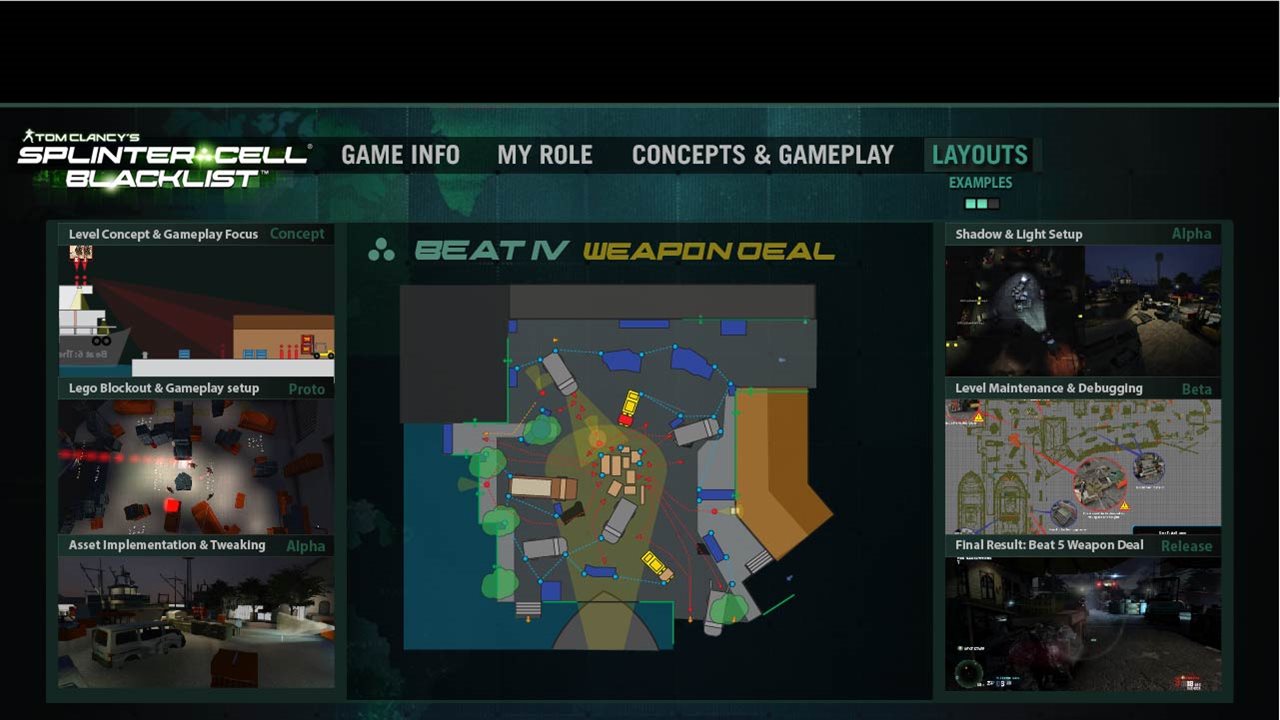 TOM CLANCY'S
SPLINTER CELL®
BLACKLIST™
GAME INFO MY ROLE CONCEPTS & GAMEPLAY LAYOUTS
EXAMPLES
Level Concept & Gameplay Focus Concept
Lego Blockout & Gameplay setup Proto
Asset Implementation & Tweaking Alpha
BEAT IV WEAPON DEAL
Shadow & Light Setup Alpha
Level Maintenance & Debugging Beta
Final Result: Beat 5 Weapon Deal Release